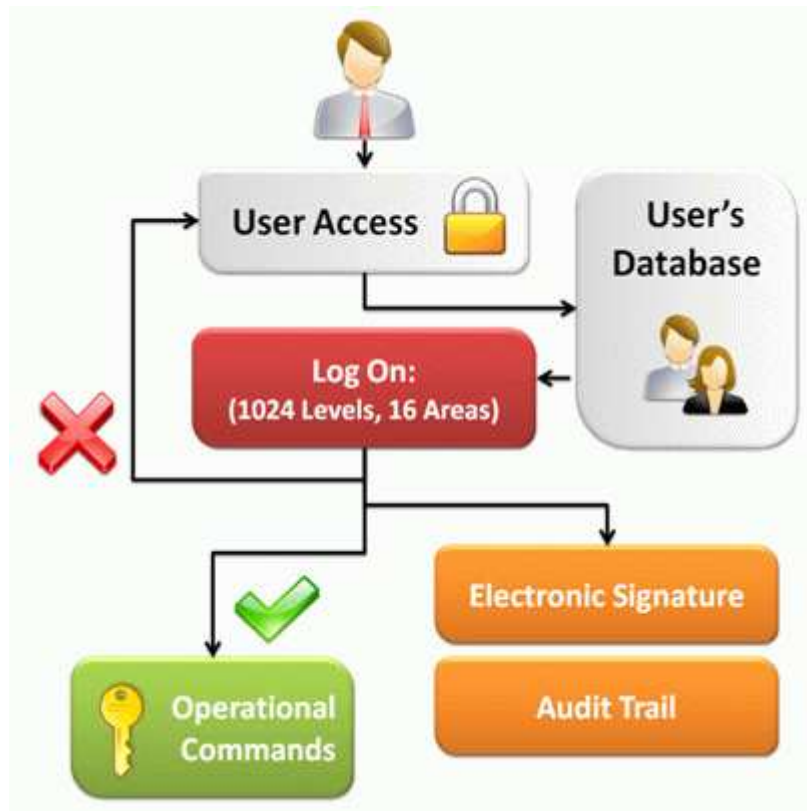 User Access
User's
Database
Log On:
(1024 Levels, 16 Areas)
Electronic Signature
Operational
Commands
Audit Trail